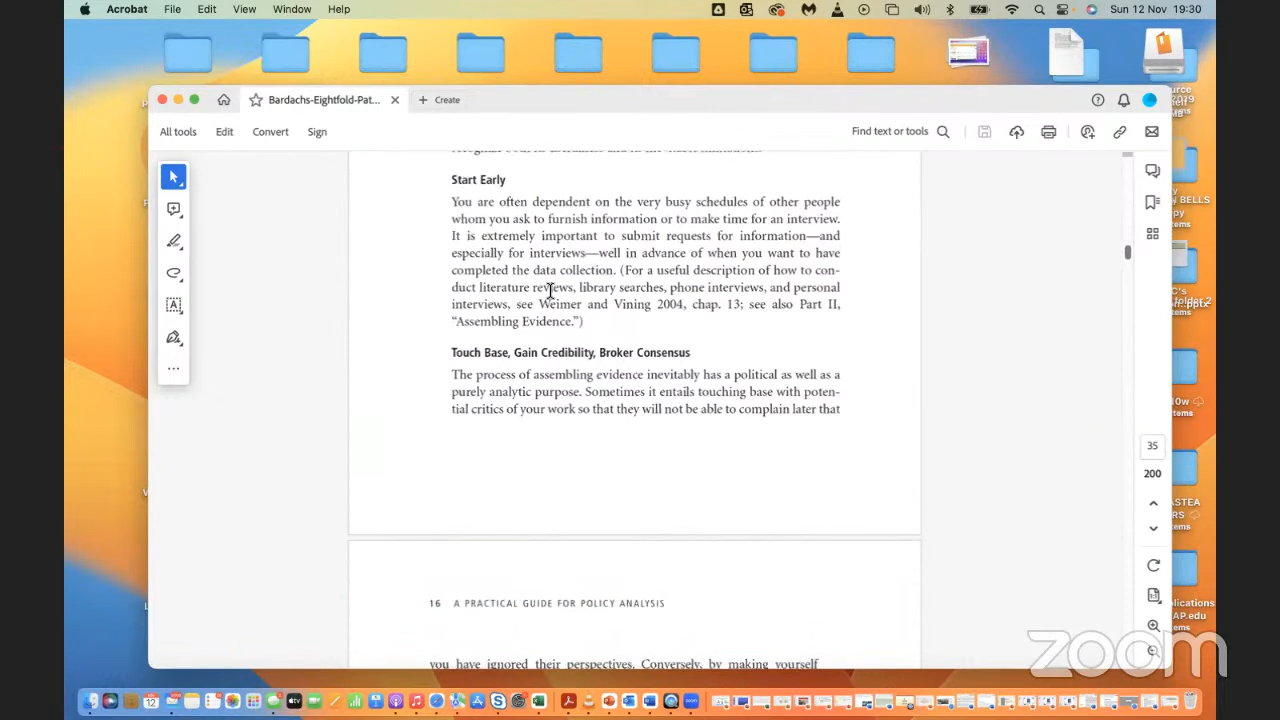 Acrobat File Edit View Window Help Sun 12 Nov 19:30
Bardachs-Eightfold-Pat... Create
All tools Edit Convert Sign Find text or tools
Start Early
You are often dependent on the very busy schedules of other people
whom you ask to furnish information or to make time for an interview.
It is extremely important to submit requests for information—and
especially for interviews—well in advance of when you want to have
completed the data collection. (For a useful description of how to con-
duct literature reviews, library searches, phone interviews, and personal
interviews, see Weimer and Vining 2004, chap. 13; see also Part II,
“Assembling Evidence.”)
Touch Base, Gain Credibility, Broker Consensus
The process of assembling evidence inevitably has a political as well as a
purely analytic purpose. Sometimes it entails touching base with poten-
tial critics of your work so that they will not be able to complain later that
35
200
16 A PRACTICAL GUIDE FOR POLICY ANALYSIS
you have ignored their perspectives. Conversely, by making yourself
zoom